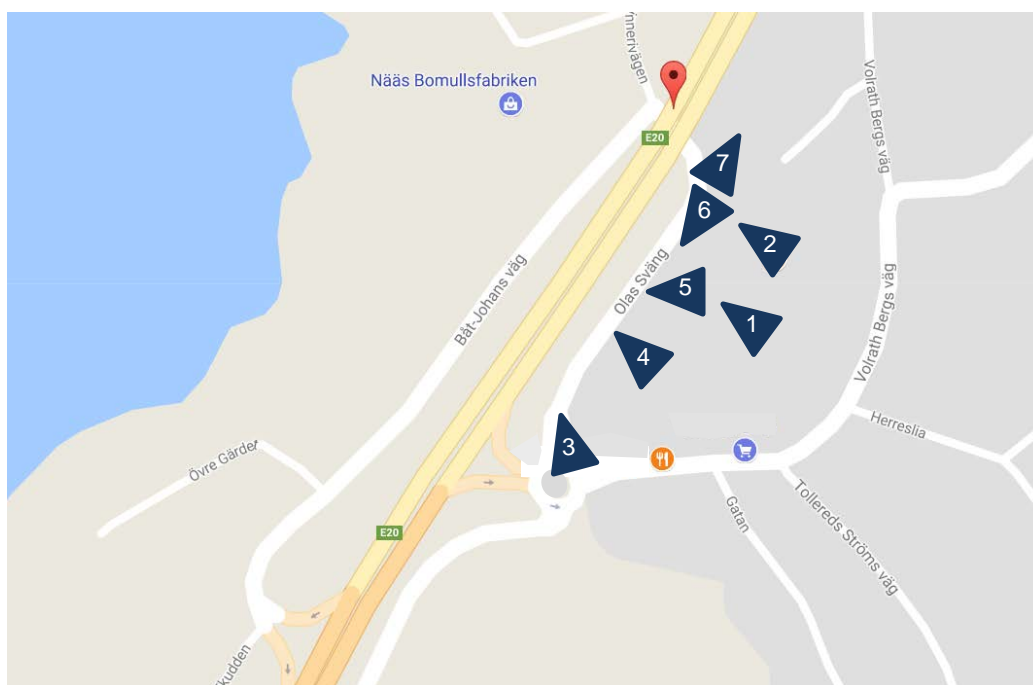 Nääs Bomullsfabriken
E20
Volrath Bergs väg
7
6
2
Olas Sväng
5
1
Båt-Johans väg
4
Volrath Bergs väg
3
Herreslia
Övre Gärdet
Gatan
Tollereds Ströms väg
E20